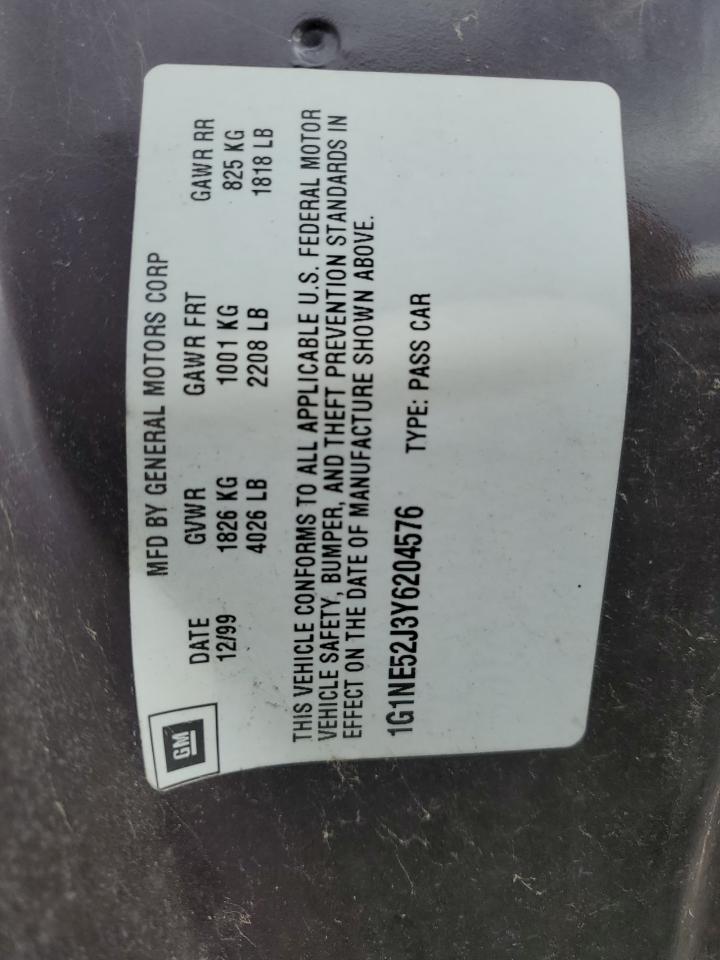 GM
MFD BY GENERAL MOTORS CORP
DATE GVWR GAWR FRT GAWR RR
12/99 1826 KG 1001 KG 825 KG
4026 LB 2208 LB 1818 LB
THIS VEHICLE CONFORMS TO ALL APPLICABLE U.S. FEDERAL MOTOR
VEHICLE SAFETY, BUMPER, AND THEFT PREVENTION STANDARDS IN
EFFECT ON THE DATE OF MANUFACTURE SHOWN ABOVE.
1G1NE52J3Y6204576 TYPE: PASS CAR